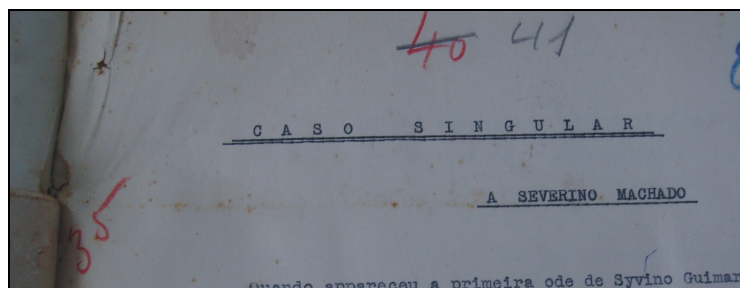 40 41
C A S O S I N G U L A R
A SEVERINO MACHADO
35
Quando appareceu a primeira ode de Syvino Guimar